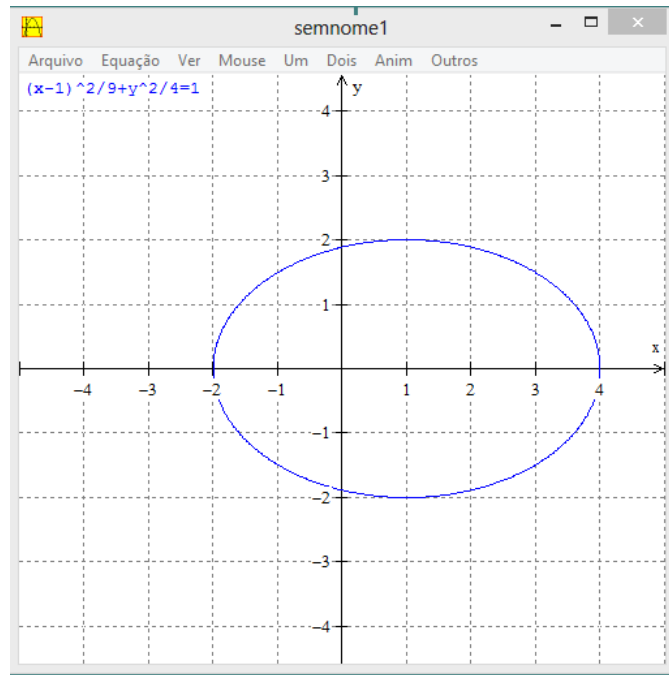 semnome1
Arquivo Equação Ver Mouse Um Dois Anim Outros
(x-1)^2/9+y^2/4=1
y
4
3
2
1
x
−4 −3 −2 −1 1 2 3 4
−1
−2
−3
−4